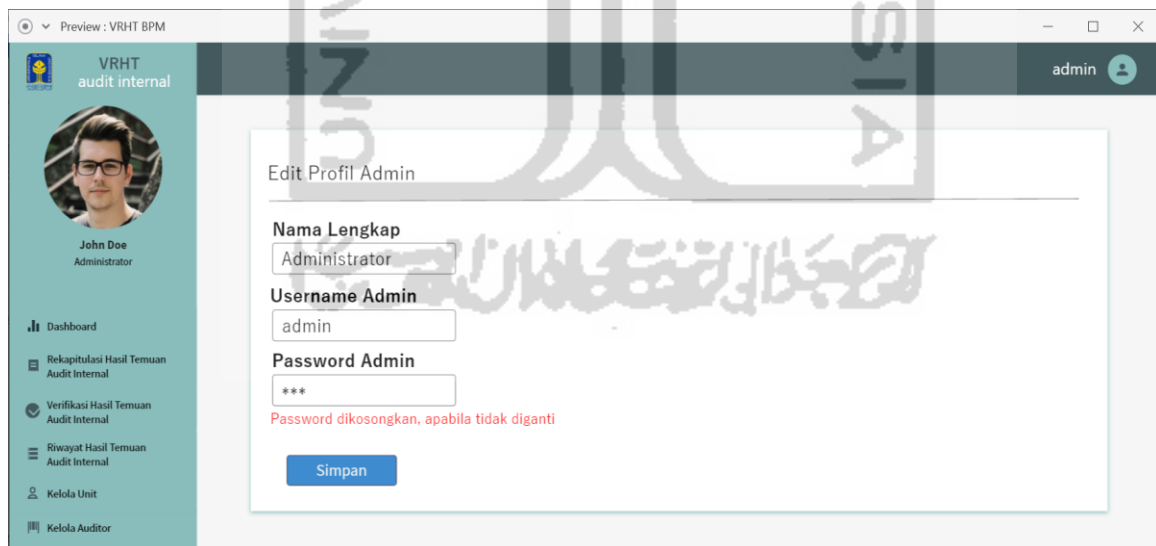 Preview : VRHT BPM
VRHT
audit internal
admin
John Doe
Administrator
Dashboard
Rekapitulasi Hasil Temuan
Audit Internal
Verifikasi Hasil Temuan
Audit Internal
Riwayat Hasil Temuan
Audit Internal
Kelola Unit
Kelola Auditor
Edit Profil Admin
Nama Lengkap
Administrator
Username Admin
admin
Password Admin
***
Password dikosongkan, apabila tidak diganti
Simpan
UNI
SIA